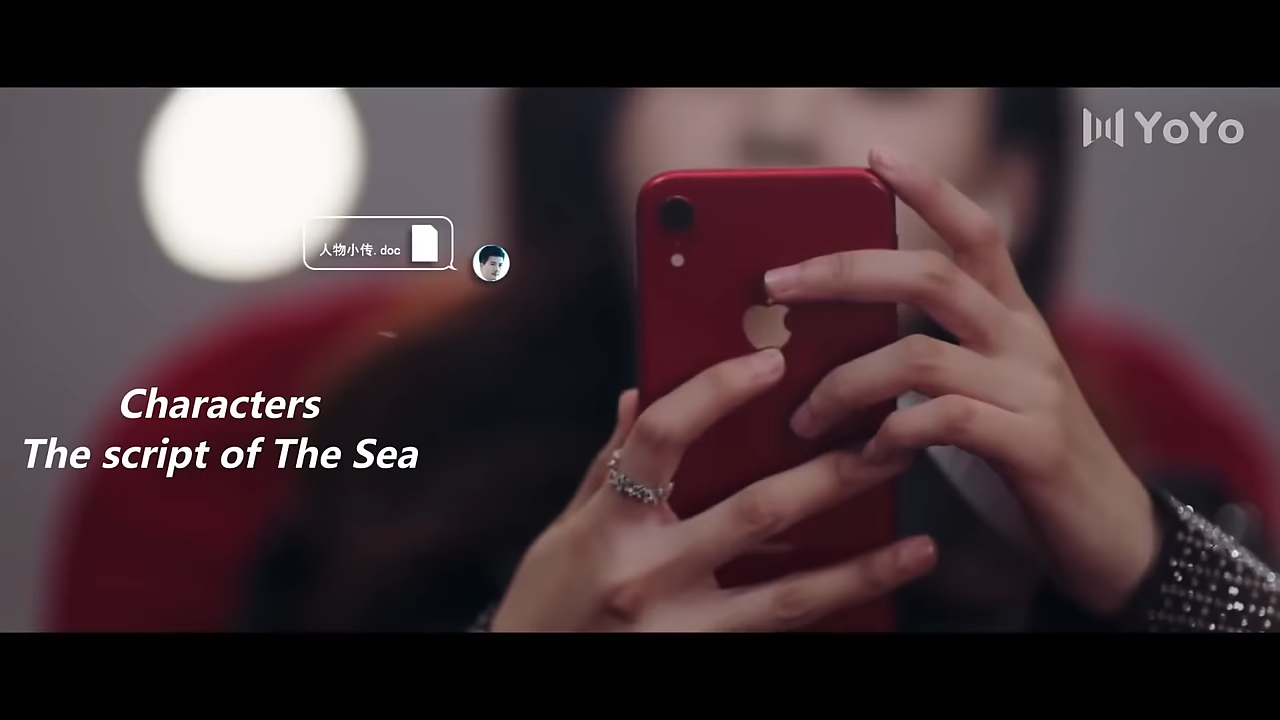 YoYo
人物小传. doc
Characters
The script of The Sea